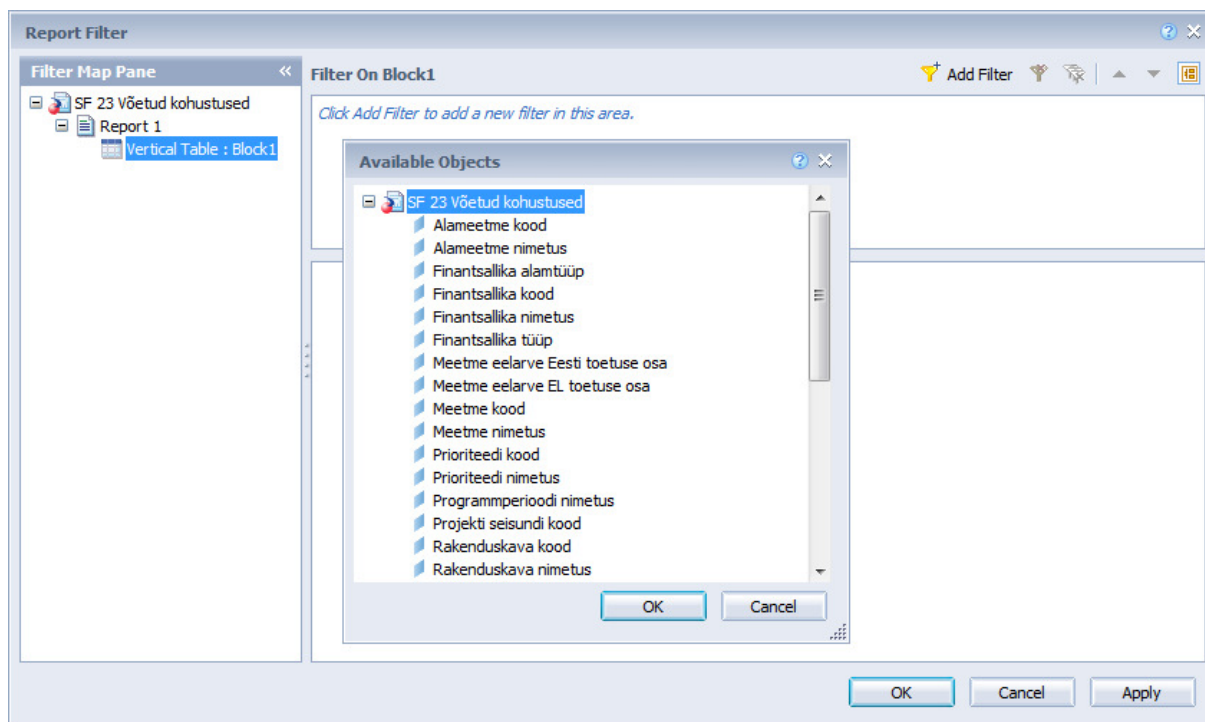 Report Filter
Filter Map Pane «
SF 23 Võetud kohustused
Report 1
Vertical Table : Block1
Filter On Block1
Add Filter
Click Add Filter to add a new filter in this area.
Available Objects
SF 23 Võetud kohustused
Alameetme kood
Alameetme nimetus
Finantsallika alamtüüp
Finantsallika kood
Finantsallika nimetus
Finantsallika tüüp
Meetme eelarve Eesti toetuse osa
Meetme eelarve EL toetuse osa
Meetme kood
Meetme nimetus
Prioriteedi kood
Prioriteedi nimetus
Programmperioodi nimetus
Projekti seisundi kood
Rakenduskava kood
Rakenduskava nimetus
OK Cancel
OK Cancel Apply